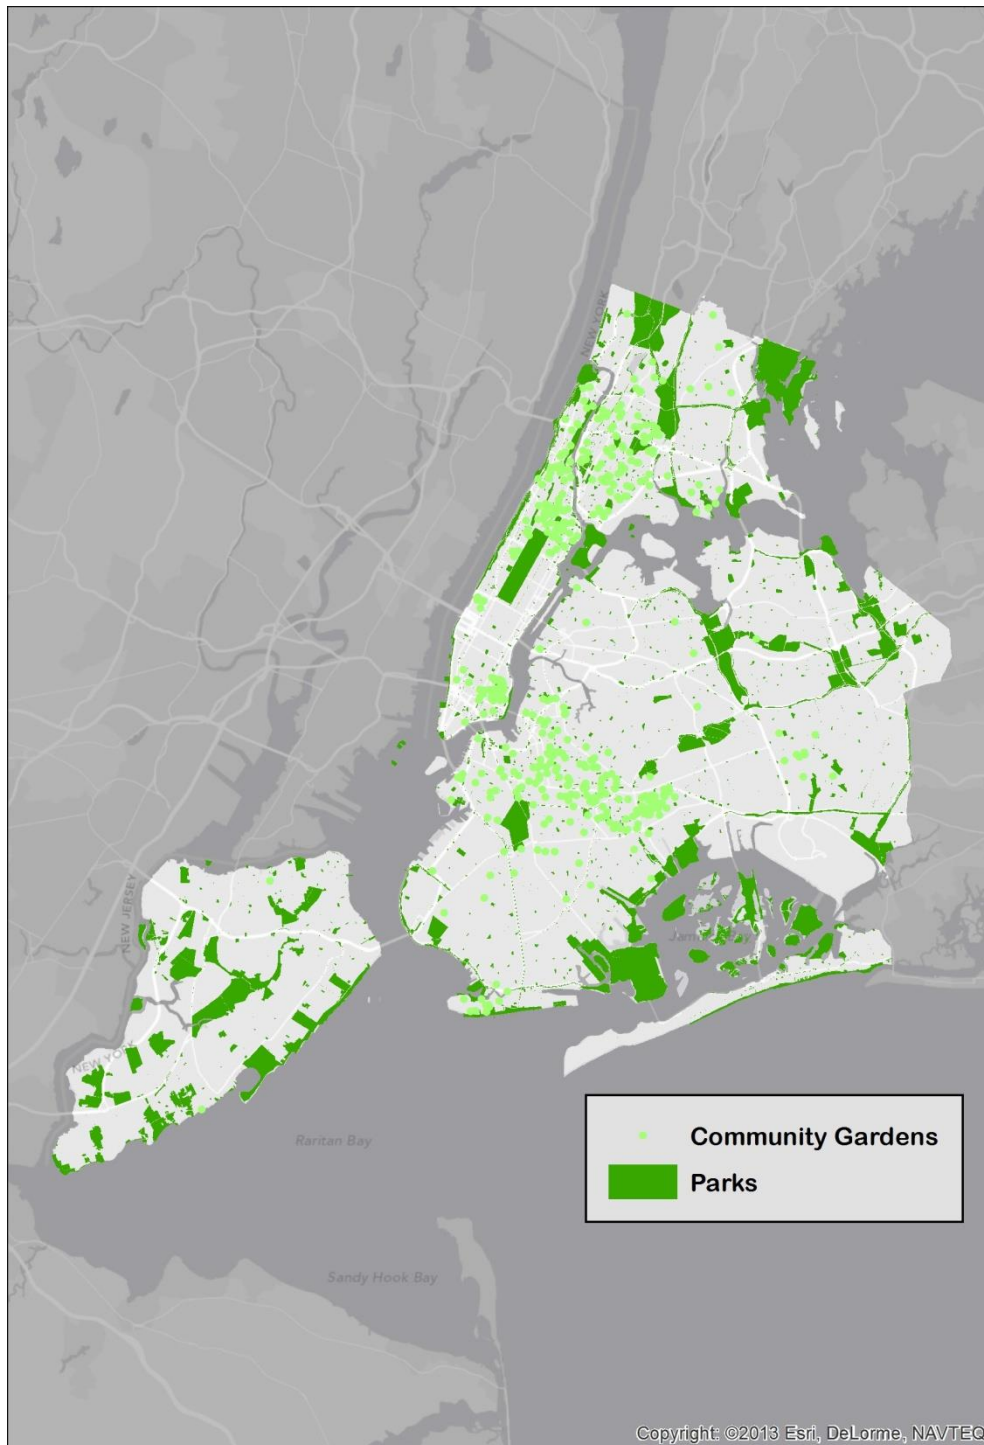 NEW YORK
NEW JERSEY
NEW YORK
Raritan Bay
Community Gardens
Parks
Sandy Hook Bay
Copyright: ©2013 Esri, DeLorme, NAVTEQ